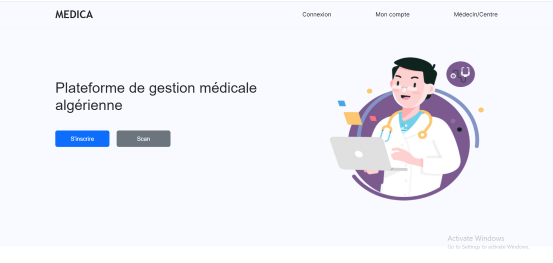 MEDICA
Connexion
Mon compte
Médecin/Centre
Plateforme de gestion médicale
algérienne
S'inscrire
Scan
Activate Windows
Go to Settings to activate Windows.